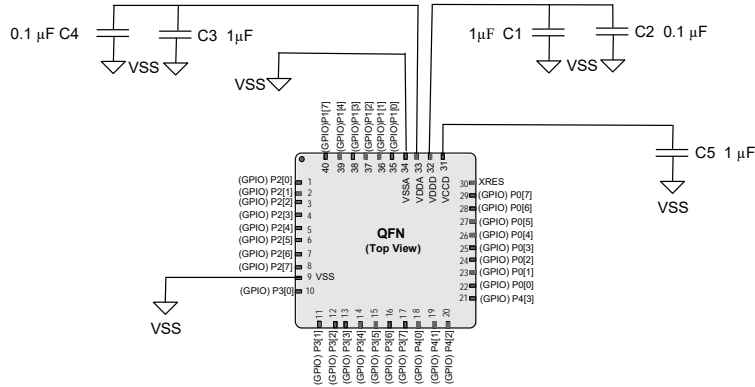 0.1 µF C4
C3 1µF
1µF C1
C2 0.1 µF
VSS
VSS
VSS
C5 1 µF
VSS
(GPIO)P1[7]
(GPIO)P1[4]
(GPIO)P1[3]
(GPIO)P1[2]
(GPIO)P1[1]
(GPIO)P1[0]
40
39
38
37
36
35
34
33
32
31
VSSA
VDDA
VDDD
VCCD
(GPIO) P2[0] 1
(GPIO) P2[1] 2
(GPIO) P2[2] 3
(GPIO) P2[3] 4
(GPIO) P2[4] 5
(GPIO) P2[5] 6
(GPIO) P2[6] 7
(GPIO) P2[7] 8
9 VSS
(GPIO) P3[0] 10
VSS
QFN
(Top View)
30 XRES
29 (GPIO) P0[7]
28 (GPIO) P0[6]
27 (GPIO) P0[5]
26 (GPIO) P0[4]
25 (GPIO) P0[3]
24 (GPIO) P0[2]
23 (GPIO) P0[1]
22 (GPIO) P0[0]
21 (GPIO) P4[3]
11
12
13
14
15
16
17
18
19
20
(GPIO) P3[1]
(GPIO) P3[2]
(GPIO) P3[3]
(GPIO) P3[4]
(GPIO) P3[5]
(GPIO) P3[6]
(GPIO) P3[7]
(GPIO) P4[0]
(GPIO) P4[1]
(GPIO) P4[2]